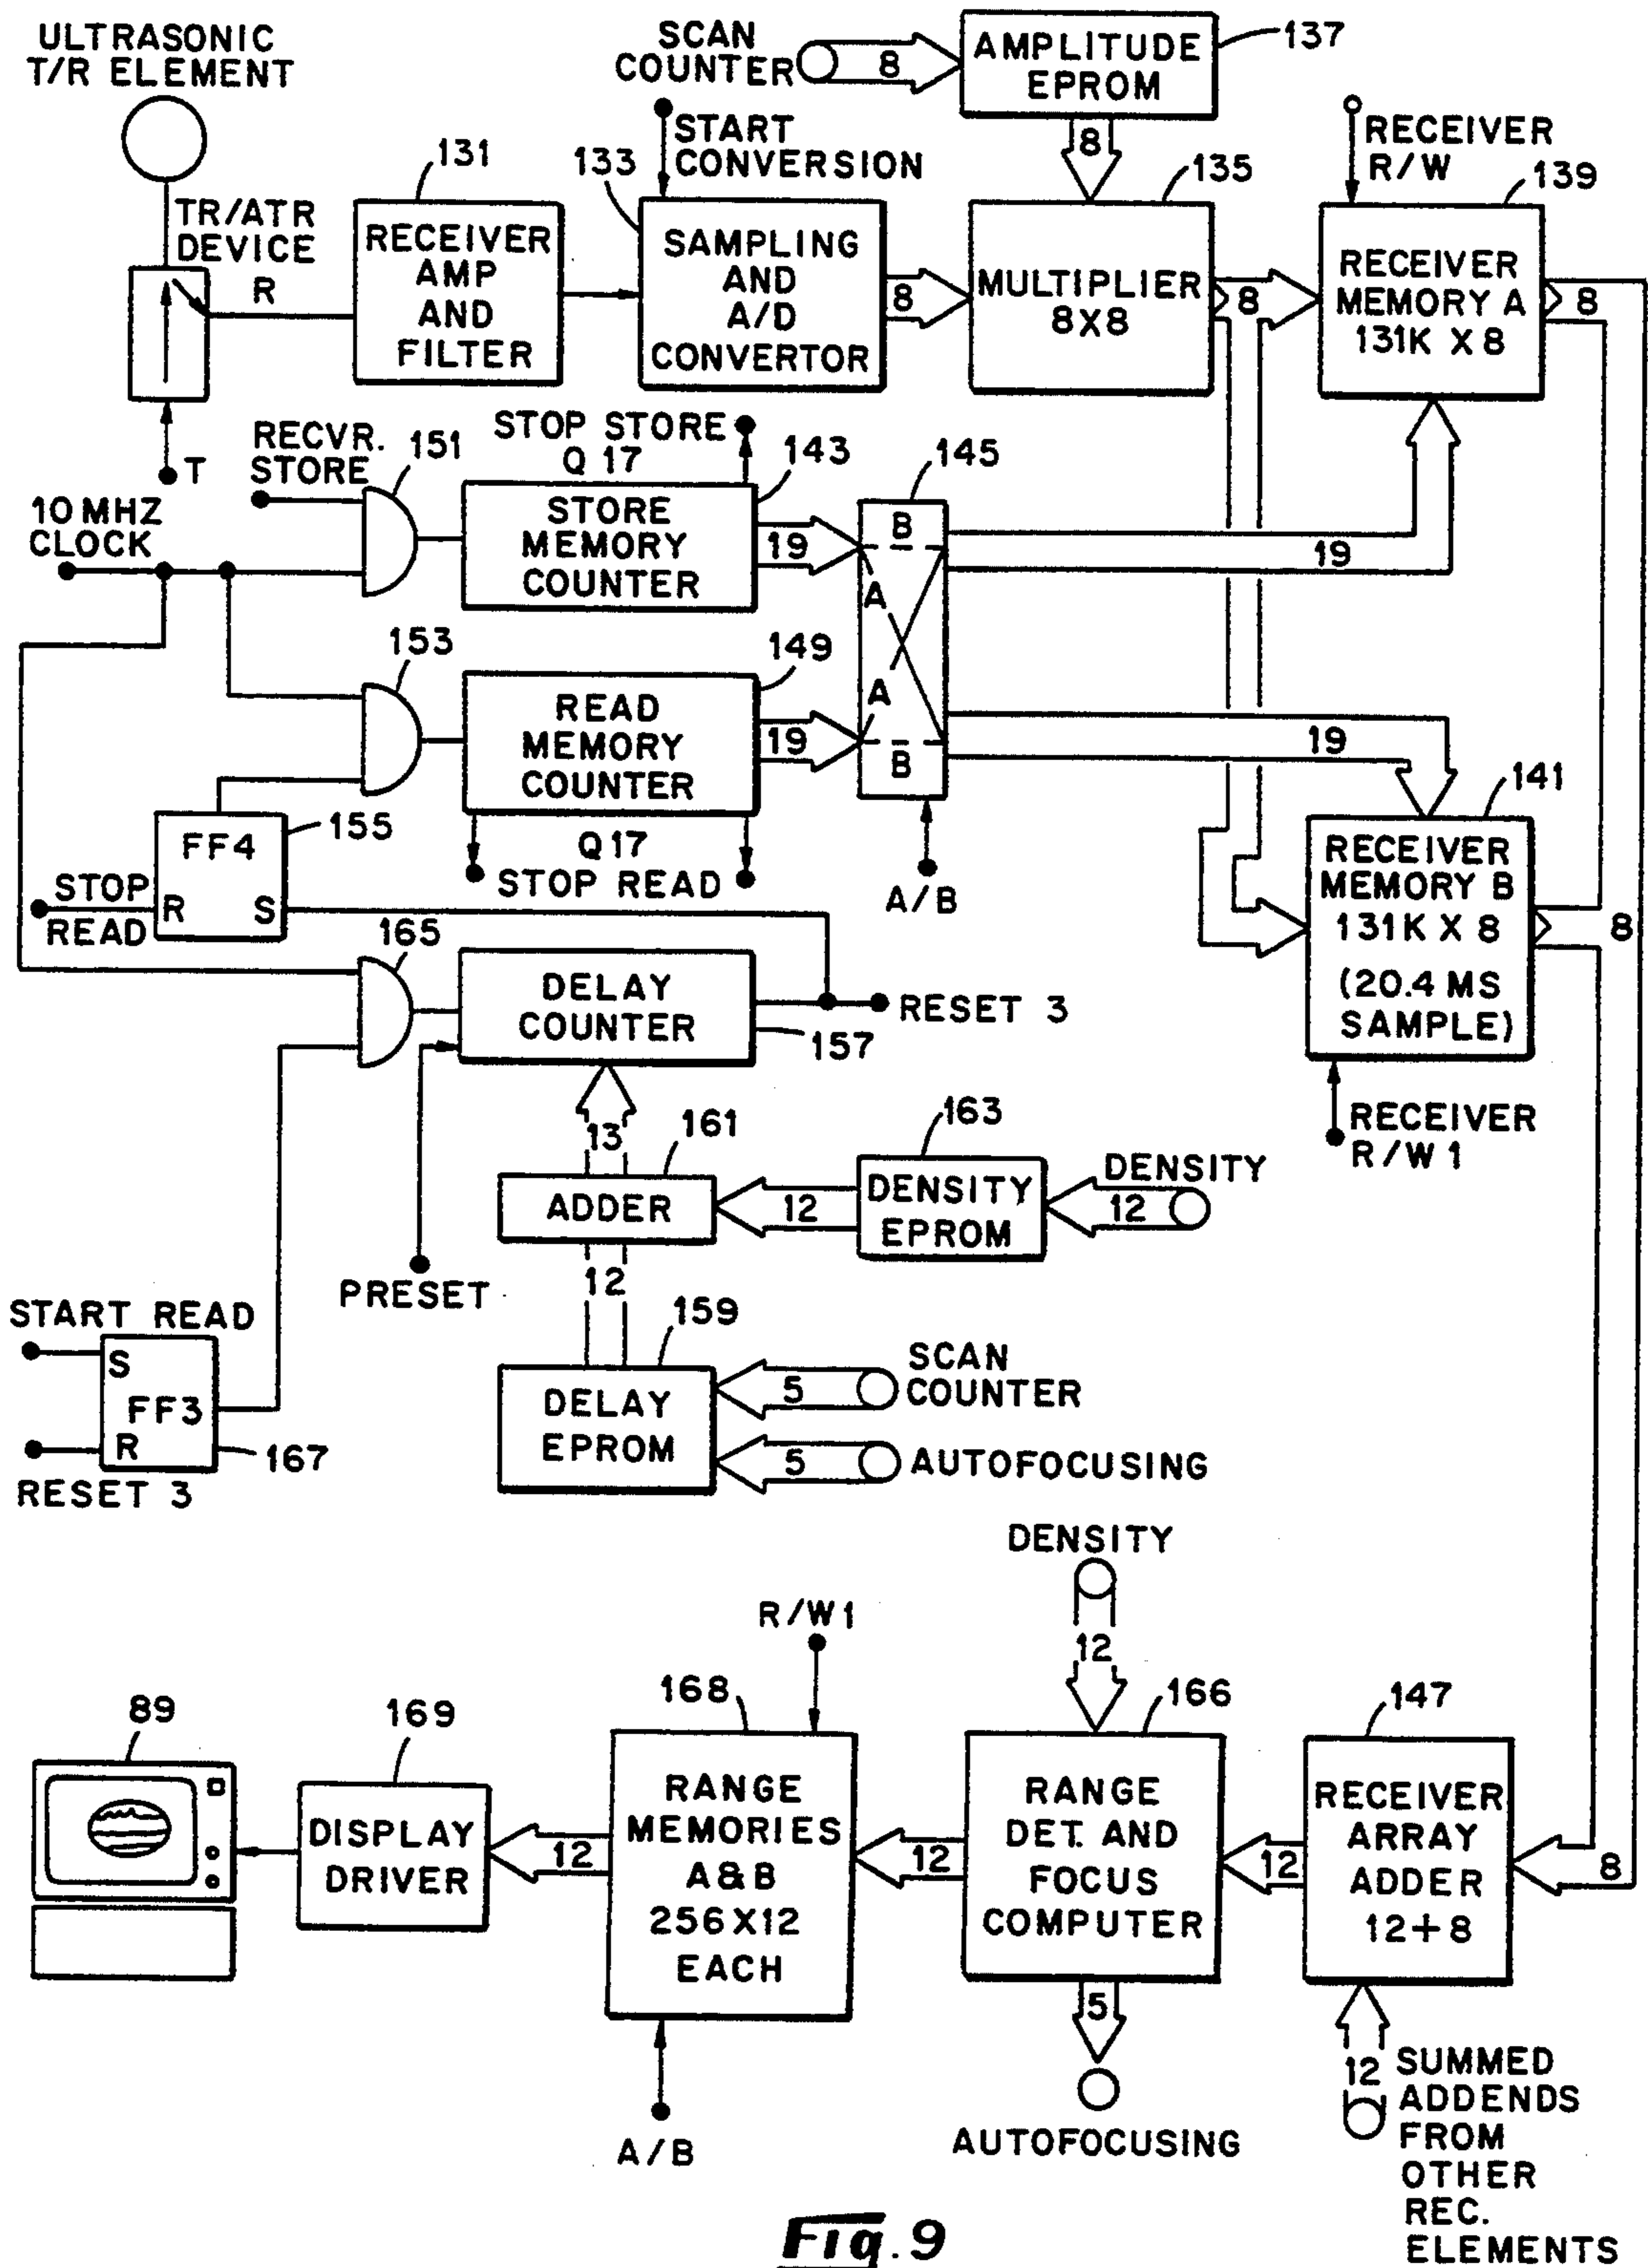 ULTRASONIC
T/R ELEMENT
SCAN
COUNTER
8
AMPLITUDE
EPROM
137
8
START
CONVERSION
RECEIVER
R/W
131
133
135
139
TR/ATR
DEVICE
R
T
RECEIVER
AMP
AND
FILTER
SAMPLING
AND
A/D
CONVERTOR
8
MULTIPLIER
8X8
8
RECEIVER
MEMORY A
131K X 8
8
RECVR.
STORE
151
STOP STORE
Q 17
143
145
10 MHZ
CLOCK
STORE
MEMORY
COUNTER
19
B
A
A
B
19
153
149
READ
MEMORY
COUNTER
19
19
141
155
FF4
R
S
STOP
READ
Q17
STOP READ
A/B
RECEIVER
MEMORY B
131K X 8
(20.4 MS
SAMPLE)
8
165
DELAY
COUNTER
RESET 3
157
RECEIVER
R/W 1
13
161
163
ADDER
12
DENSITY
EPROM
DENSITY
12
PRESET
12
159
START READ
S
FF3
R
167
RESET 3
DELAY
EPROM
5
SCAN
COUNTER
5
AUTOFOCUSING
DENSITY
12
R/W1
89
169
168
166
147
DISPLAY
DRIVER
12
RANGE
MEMORIES
A&B
256X12
EACH
12
RANGE
DET. AND
FOCUS
COMPUTER
12
RECEIVER
ARRAY
ADDER
12+8
8
5
AUTOFOCUSING
A/B
12
SUMMED
ADDENDS
FROM
OTHER
REC.
ELEMENTS
Fig. 9